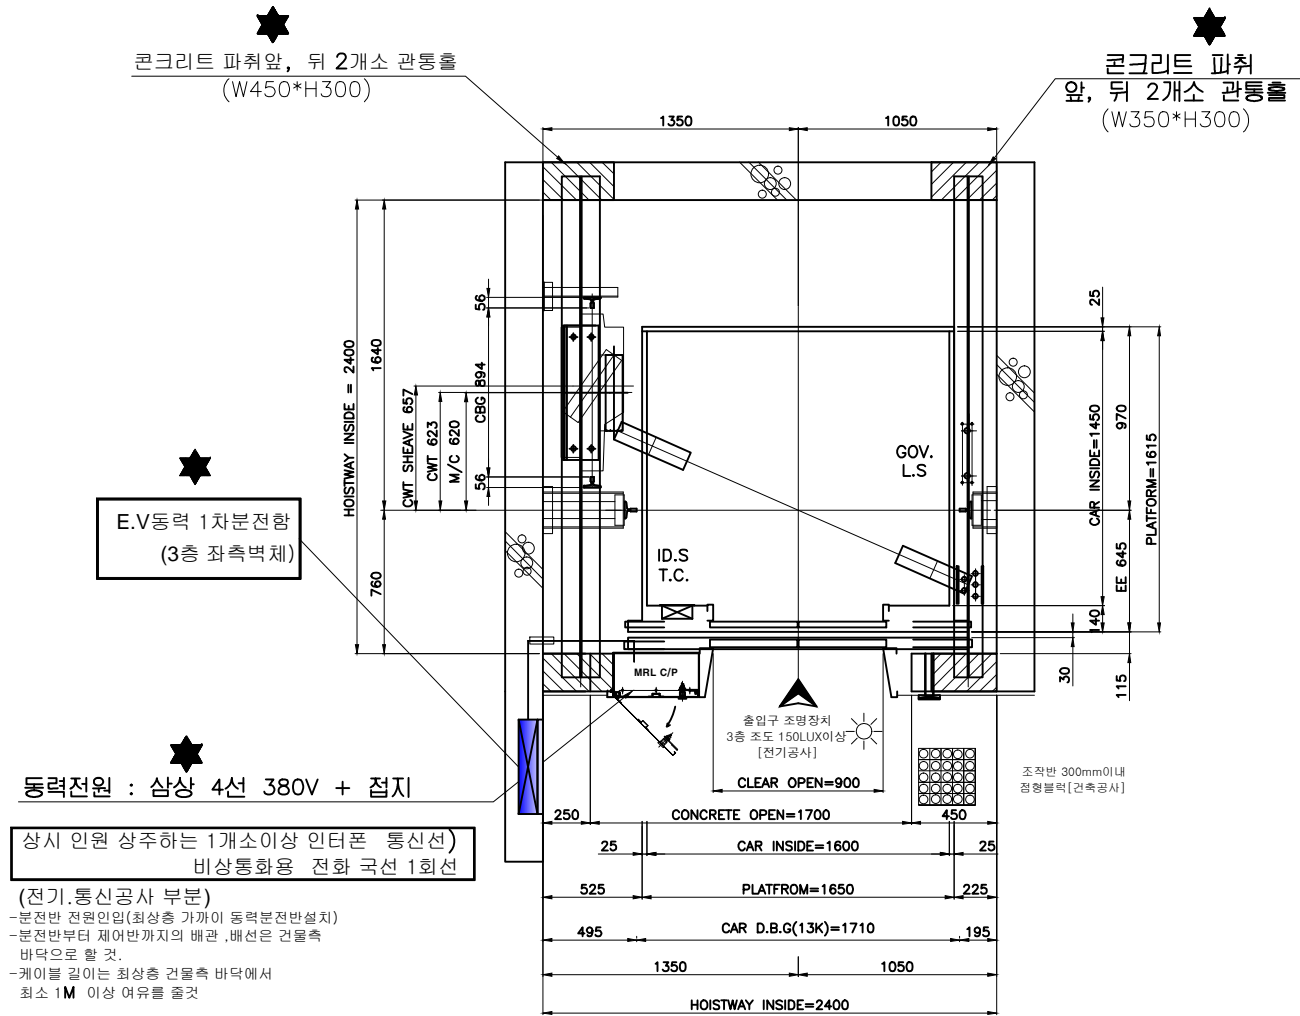 콘크리트 파취앞, 뒤 2개소 관통홀
(W450*H300)
콘크리트 파취
앞, 뒤 2개소 관통홀
(W350*H300)
1350
1050
HOISTWAY INSIDE = 2400
1640
760
56
CBG 894
56
CWT SHEAVE 657
CWT 623
M/C 620
GOV.
L.S
ID.S
T.C.
25
CAR INSIDE=1450
970
PLATFORM=1615
EE 645
140
30
115
E.V동력 1차분전함
(3층 좌측벽체)
MRL C/P
출입구 조명장치
3층 조도 150LUX이상
[전기공사]
조작반 300mm이내
점형블럭[건축공사]
동력전원 : 삼상 4선 380V + 접지
상시 인원 상주하는 1개소이상 인터폰 통신선)
비상통화용 전화 국선 1회선
(전기.통신공사 부분)
-분전반 전원인입(최상층 가까이 동력분전반설치)
-분전반부터 제어반까지의 배관 ,배선은 건물측
바닥으로 할 것.
-케이블 길이는 최상층 건물측 바닥에서
최소 1M 이상 여유를 줄것
CLEAR OPEN=900
250
CONCRETE OPEN=1700
450
25
CAR INSIDE=1600
25
525
PLATFROM=1650
225
495
CAR D.B.G(13K)=1710
195
1350
1050
HOISTWAY INSIDE=2400